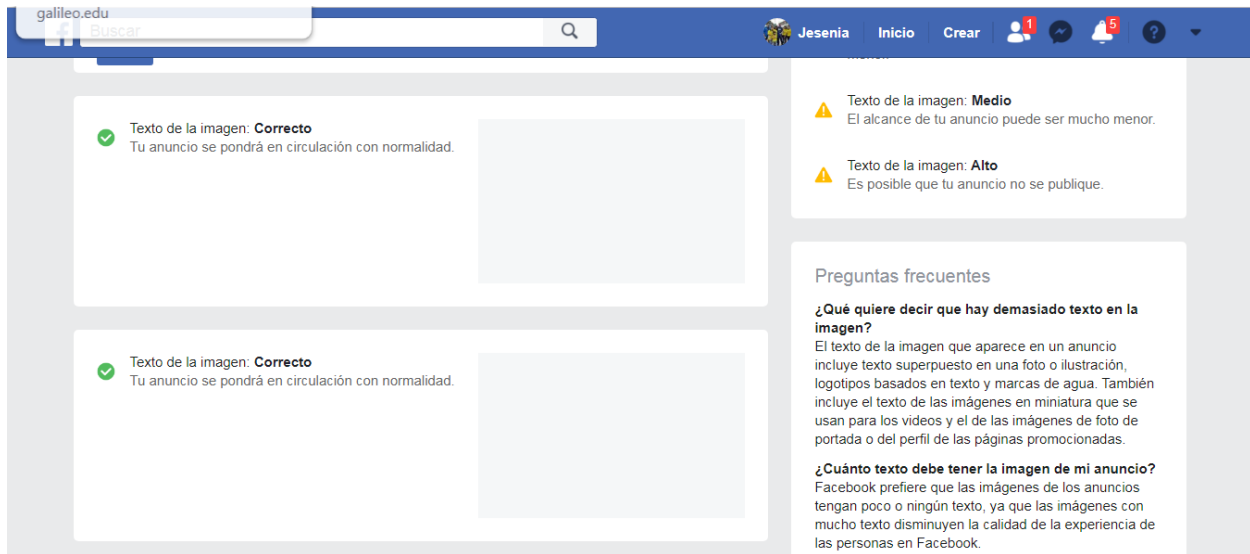 galileo.edu
Buscar
Jesenia Inicio Crear 1 5
Texto de la imagen: Correcto
Tu anuncio se pondrá en circulación con normalidad.
Texto de la imagen: Correcto
Tu anuncio se pondrá en circulación con normalidad.
Texto de la imagen: Medio
El alcance de tu anuncio puede ser mucho menor.
Texto de la imagen: Alto
Es posible que tu anuncio no se publique.
Preguntas frecuentes
¿Qué quiere decir que hay demasiado texto en la
imagen?
El texto de la imagen que aparece en un anuncio
incluye texto superpuesto en una foto o ilustración,
logotipos basados en texto y marcas de agua. También
incluye el texto de las imágenes en miniatura que se
usan para los videos y el de las imágenes de foto de
portada o del perfil de las páginas promocionadas.
¿Cuánto texto debe tener la imagen de mi anuncio?
Facebook prefiere que las imágenes de los anuncios
tengan poco o ningún texto, ya que las imágenes con
mucho texto disminuyen la calidad de la experiencia de
las personas en Facebook.